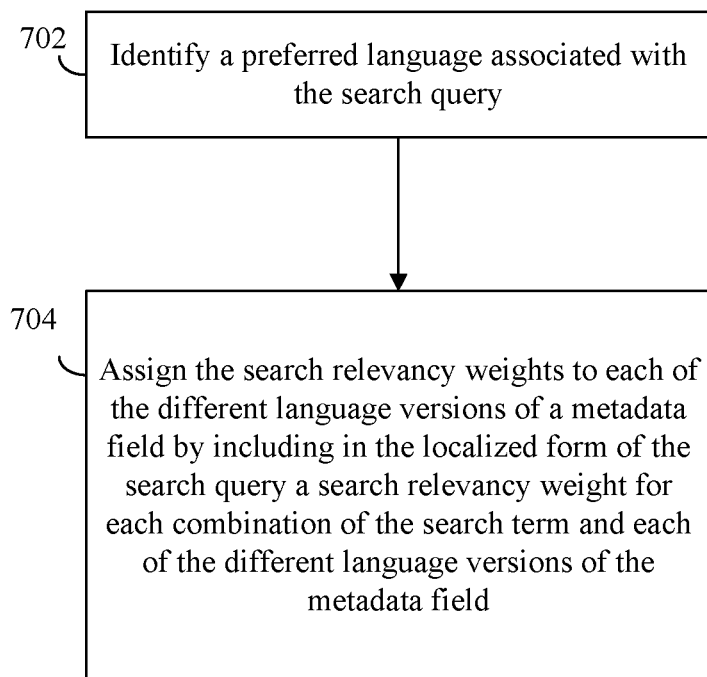 702
Identify a preferred language associated with
the search query
704
Assign the search relevancy weights to each of
the different language versions of a metadata
field by including in the localized form of the
search query a search relevancy weight for
each combination of the search term and each
of the different language versions of the
metadata field